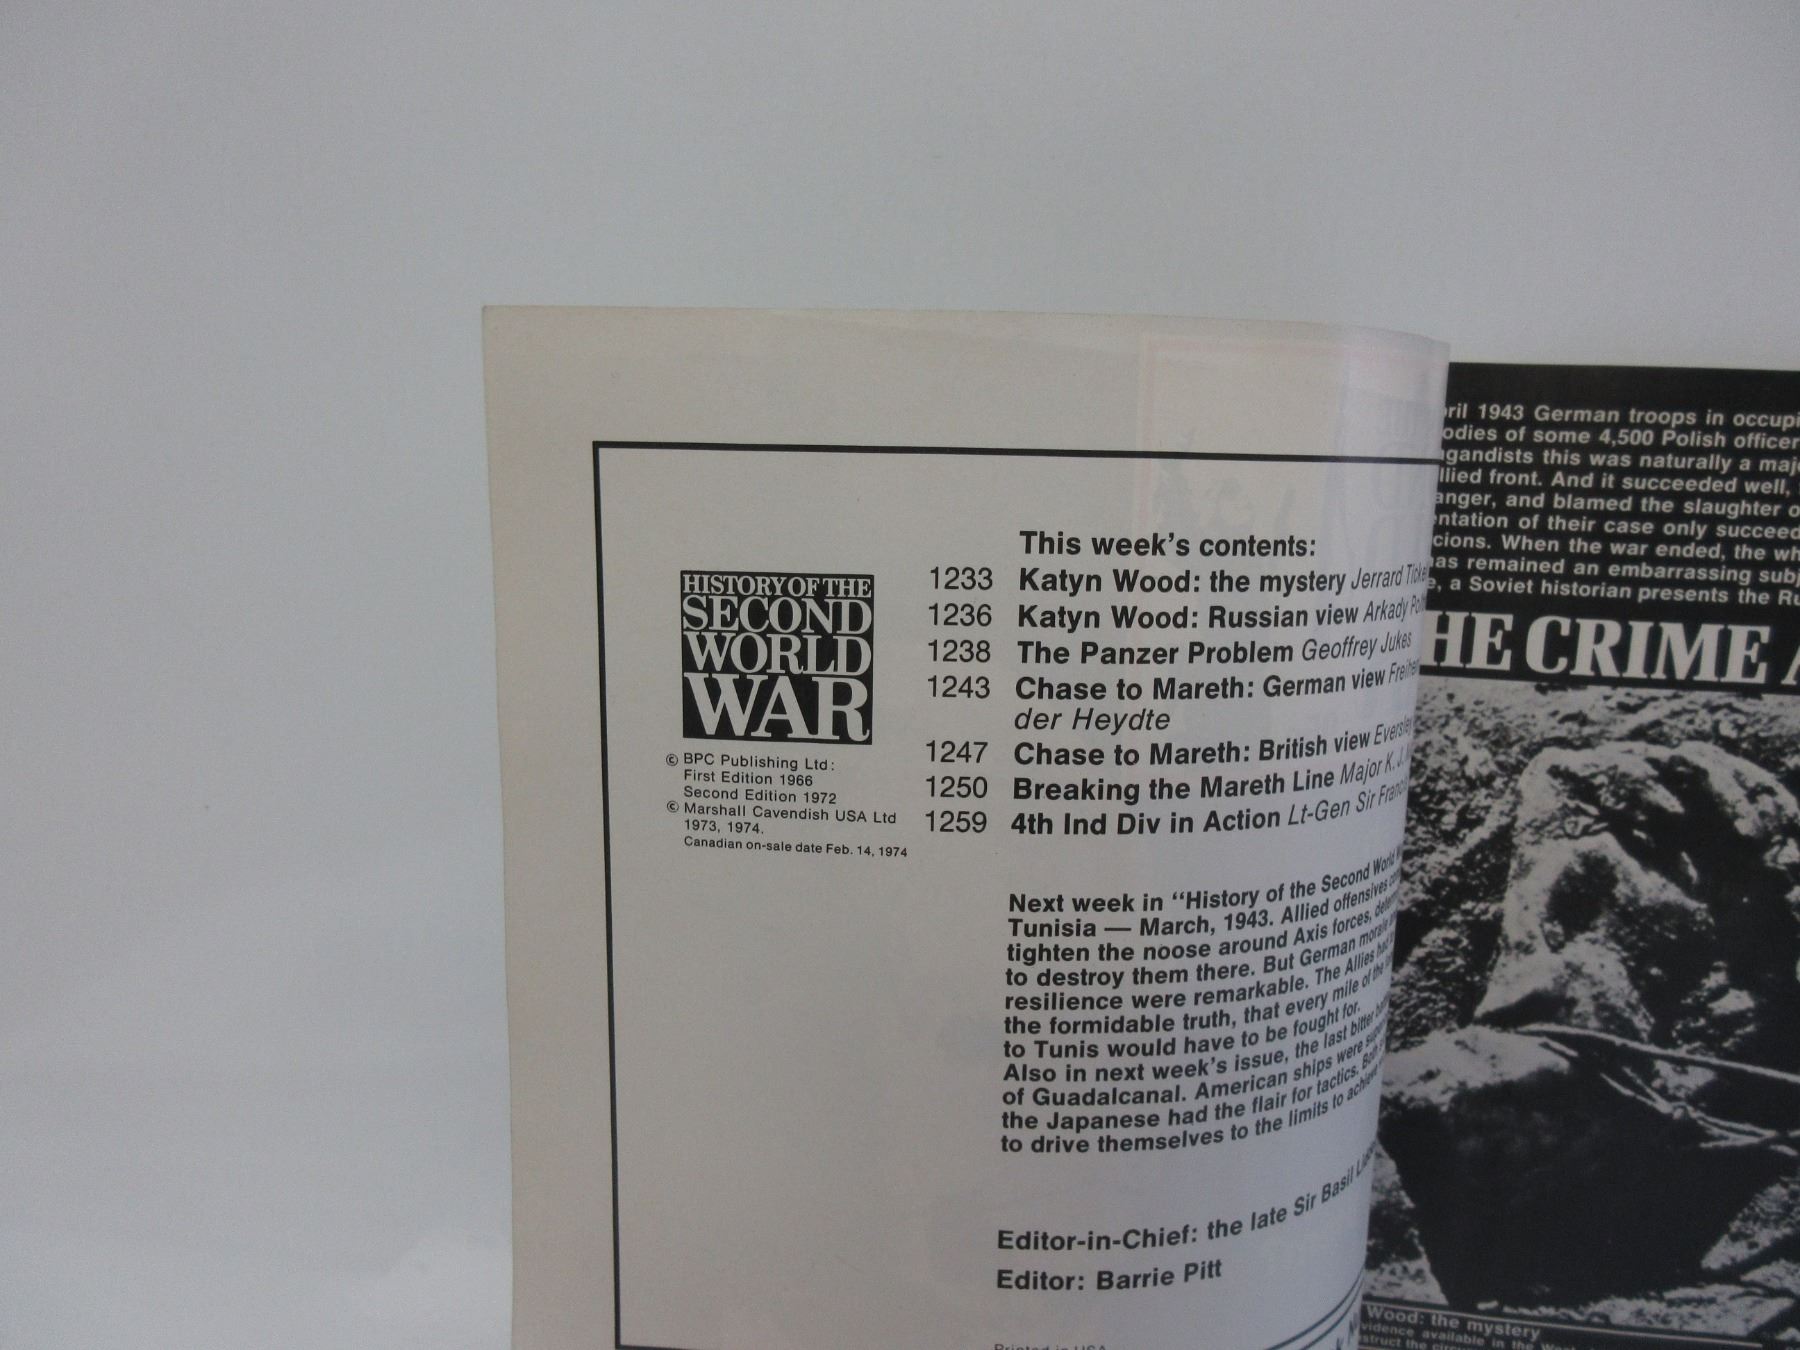 HISTORY OF THE
SECOND
WORLD
WAR
© BPC Publishing Ltd:
First Edition 1966
Second Edition 1972
© Marshall Cavendish USA Ltd
1973, 1974.
Canadian on-sale date Feb. 14, 1974
This week's contents:
1233 Katyn Wood: the mystery Jerrard
1236 Katyn Wood: Russian view Arkady
1238 The Panzer Problem Geoffrey Jukes
1243 Chase to Mareth: German view
der Heydte
1247 Chase to Mareth: British view
1250 Breaking the Mareth Line Major K. J.
1259 4th Ind Div in Action Lt-Gen Sir
Next week in “History of the Second World
Tunisia — March, 1943. Allied offensives
tighten the noose around Axis forces,
to destroy them there. But German morale
resilience were remarkable. The Allies had
the formidable truth, that every mile of the
to Tunis would have to be fought for.
Also in next week's issue, the last bitter
of Guadalcanal. American ships were
the Japanese had the flair for tactics.
to drive themselves to the limits to
Editor-in-Chief: the late Sir Basil
Editor: Barrie Pitt
Printed in USA
1943 German troops in
of some 4,500 Polish
this was naturally a
front. And it succeeded well,
and blamed the slaughter
of their case only
When the war ended, the
remained an embarrassing
a Soviet historian presents the
CRIME
Wood: the mystery
available in the